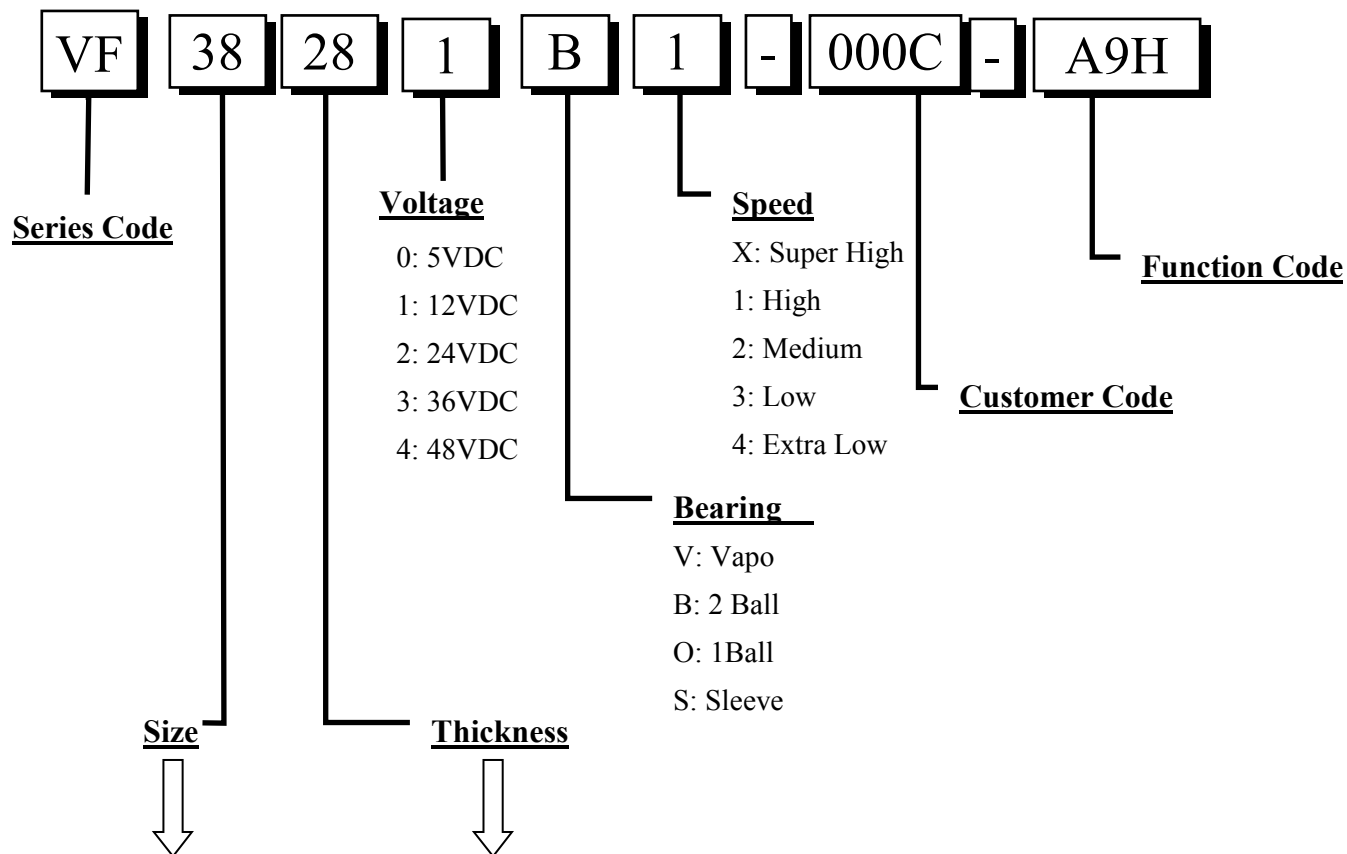 VF 38 28 1 B 1 - 000C - A9H
Series Code
Voltage
0: 5VDC
1: 12VDC
2: 24VDC
3: 36VDC
4: 48VDC
Speed
X: Super High
1: High
2: Medium
3: Low
4: Extra Low
Function Code
Customer Code
Bearing
V: Vapo
B: 2 Ball
O: 1Ball
S: Sleeve
Size
Thickness